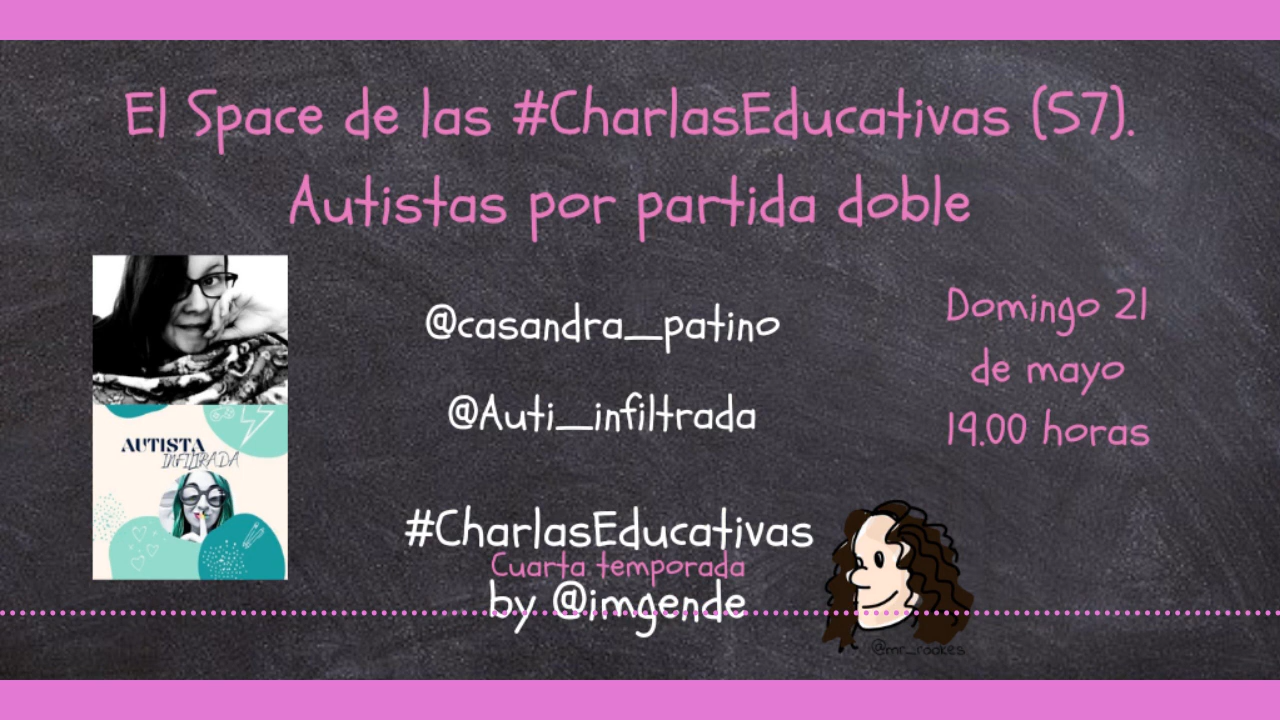 El Space de las #CharlasEducativas (57).
Autistas por partida doble
@casandra_patino
@Auti_infiltrada
Domingo 21
de mayo
19.00 horas
AUTISTA
INFILTRADA
#CharlasEducativas
Cuarta temporada
by @imgende
@mr_rookes